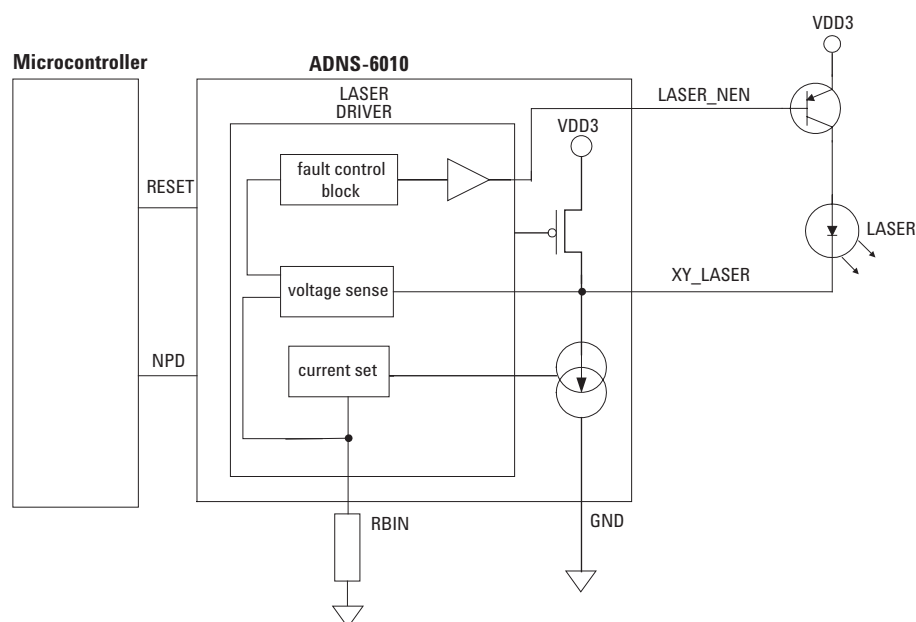 VDD3
Microcontroller
ADNS-6010
LASER
DRIVER
LASER_NEN
VDD3
fault control
block
RESET
LASER
voltage sense
XY_LASER
NPD
current set
RBIN
GND